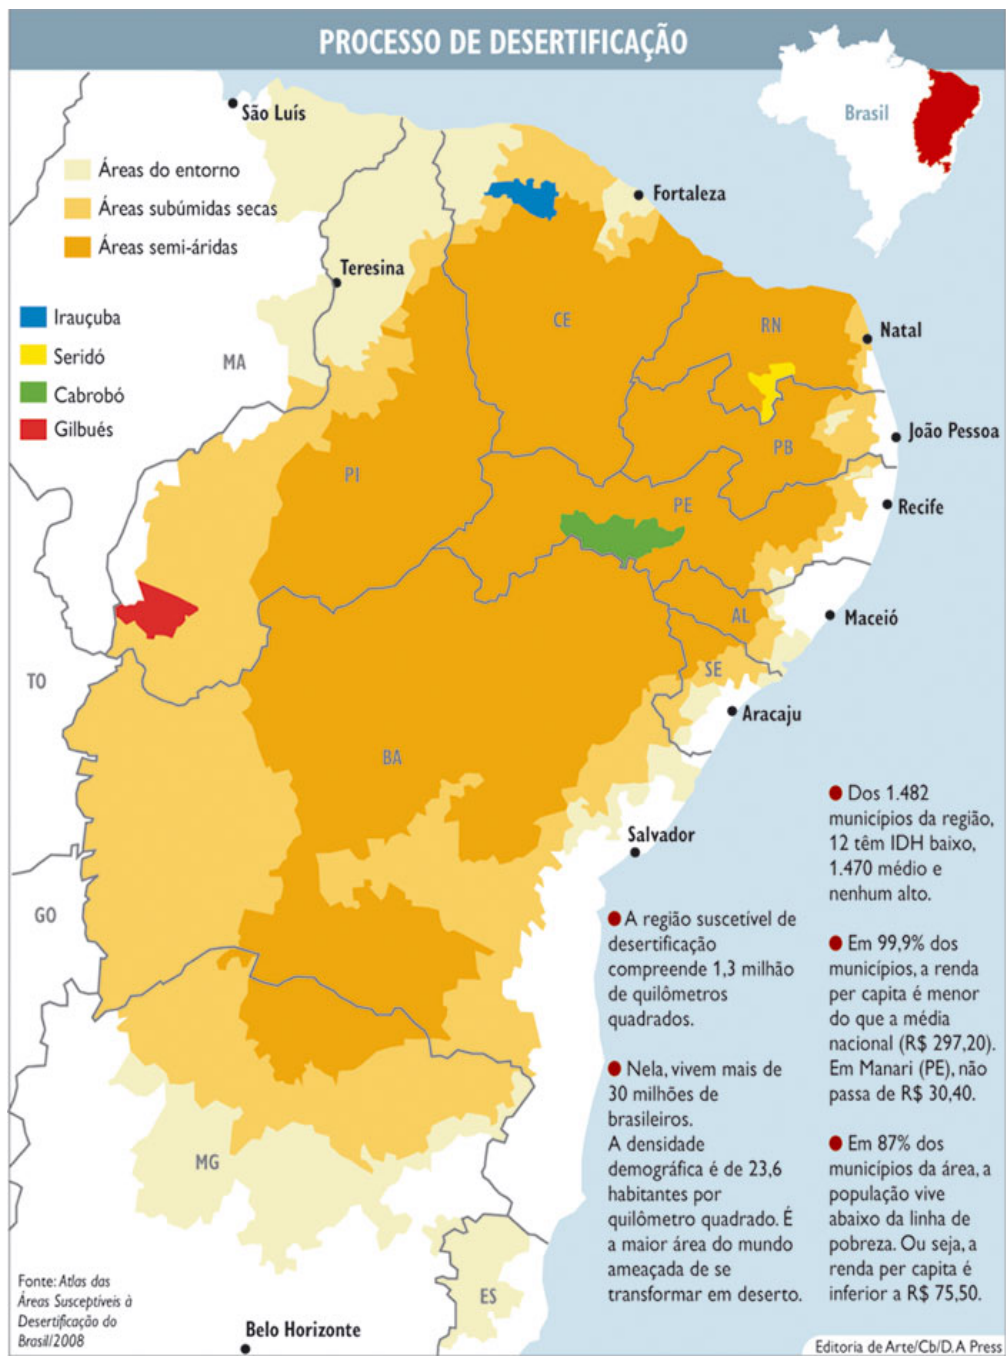 PROCESSO DE DESERTIFICAÇÃO
Brasil
São Luís
Áreas do entorno
Áreas subúmidas secas
Áreas semi-áridas
Fortaleza
Teresina
Irauçuba
Seridó
Cabrobó
Gilbués
MA
CE
RN
Natal
João Pessoa
PI
PB
PE
Recife
AL
Maceió
TO
SE
Aracaju
BA
Salvador
GO
MG
ES
Belo Horizonte
Dos 1.482
municípios da região,
12 têm IDH baixo,
1.470 médio e
nenhum alto.
A região suscetível de
desertificação
compreende 1,3 milhão
de quilômetros
quadrados.
Em 99,9% dos
municípios, a renda
per capita é menor
do que a média
nacional (R$ 297,20).
Em Manari (PE), não
passa de R$ 30,40.
Nela, vivem mais de
30 milhões de
brasileiros.
A densidade
demográfica é de 23,6
habitantes por
quilômetro quadrado. É
a maior área do mundo
ameaçada de se
transformar em deserto.
Em 87% dos
municípios da área, a
população vive
abaixo da linha de
pobreza. Ou seja, a
renda per capita é
inferior a R$ 75,50.
Fonte: Atlas das
Áreas Susceptíveis à
Desertificação do
Brasil/2008
Editoria de Arte/Cb/D.A Press